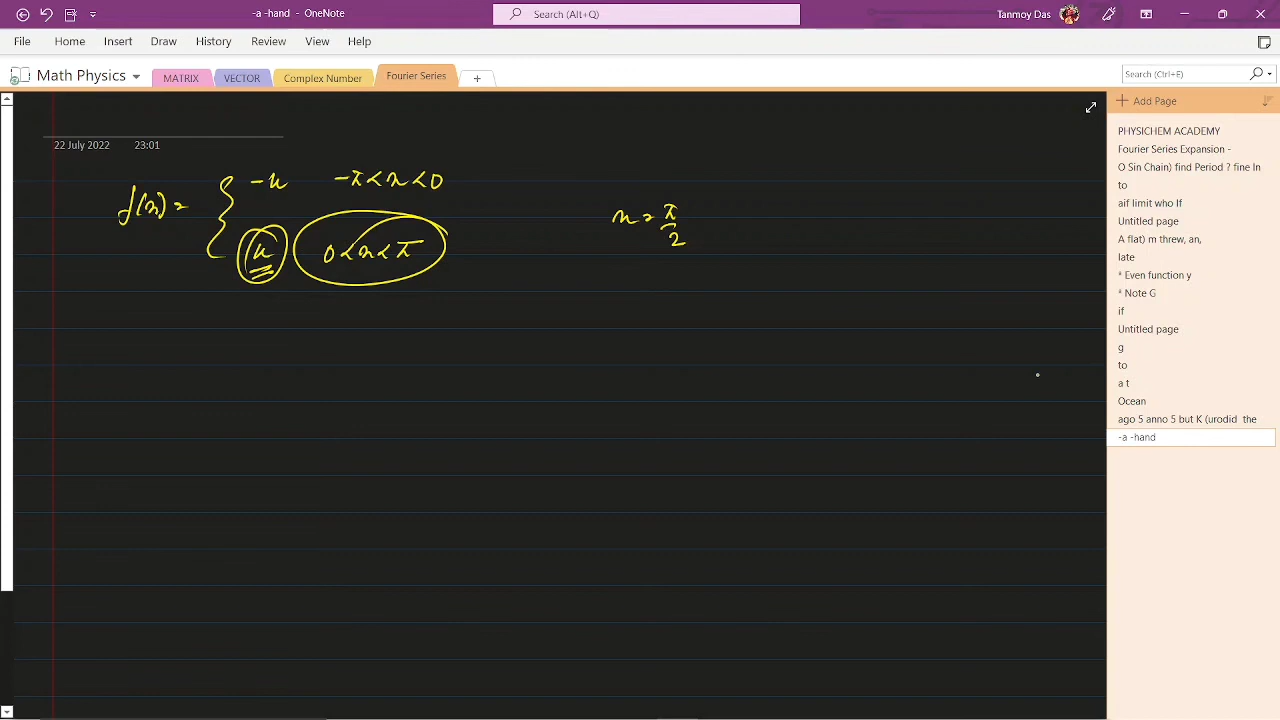 -a -hand - OneNote
Search (Alt+Q)
Tanmoy Das
File Home Insert Draw History Review View Help
Math Physics
MATRIX VECTOR Complex Number Fourier Series +
Search (Ctrl+E)
22 July 2022 23:01
f(x) = { -k -π < x < 0
k 0 < x < π
x = π/2
Add Page
PHYSICHEM ACADEMY
Fourier Series Expansion -
O Sin Chain) find Period ? fine In
to
aif limit who If
Untitled page
A flat) m threw, an,
late
* Even function y
* Note G
if
Untitled page
g
to
a t
Ocean
ago 5 anno 5 but K (urodid the
-a -hand